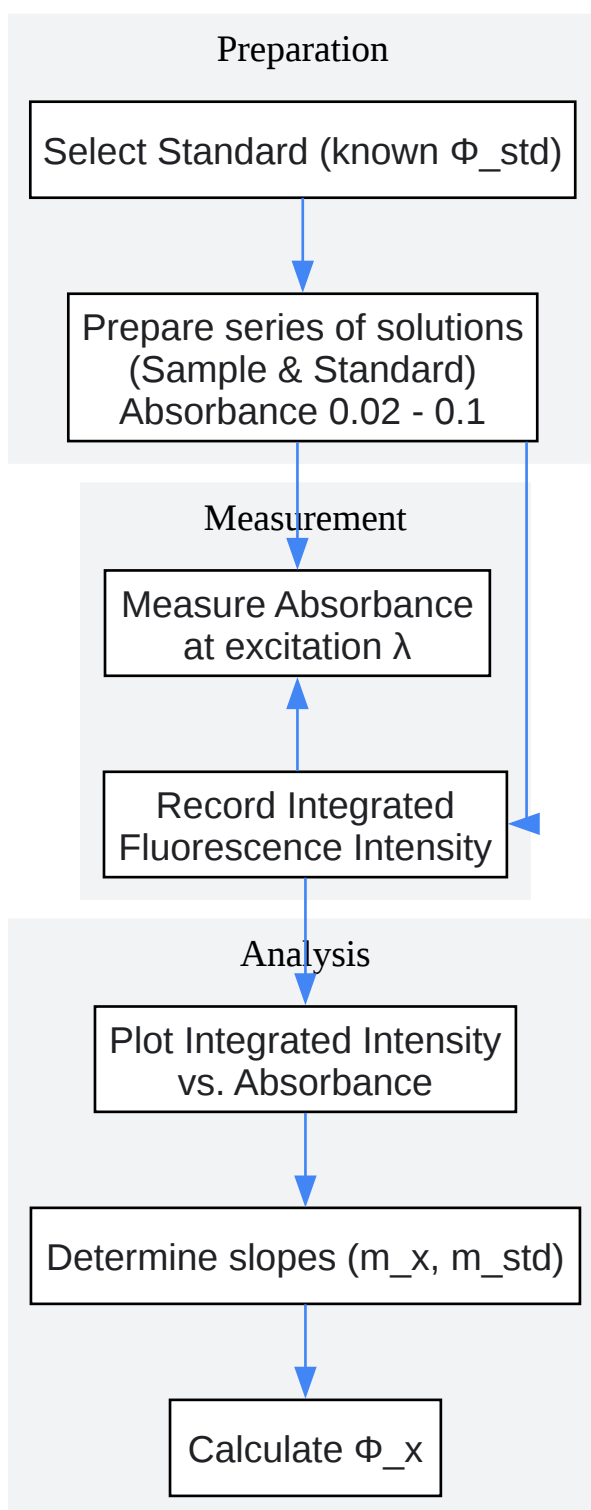 Preparation
Select Standard (known Φ_std)
Prepare series of solutions
(Sample & Standard)
Absorbance 0.02 - 0.1
Measurement
Measure Absorbance
at excitation λ
Record Integrated
Fluorescence Intensity
Analysis
Plot Integrated Intensity
vs. Absorbance
Determine slopes (m_x, m_std)
Calculate Φ_x